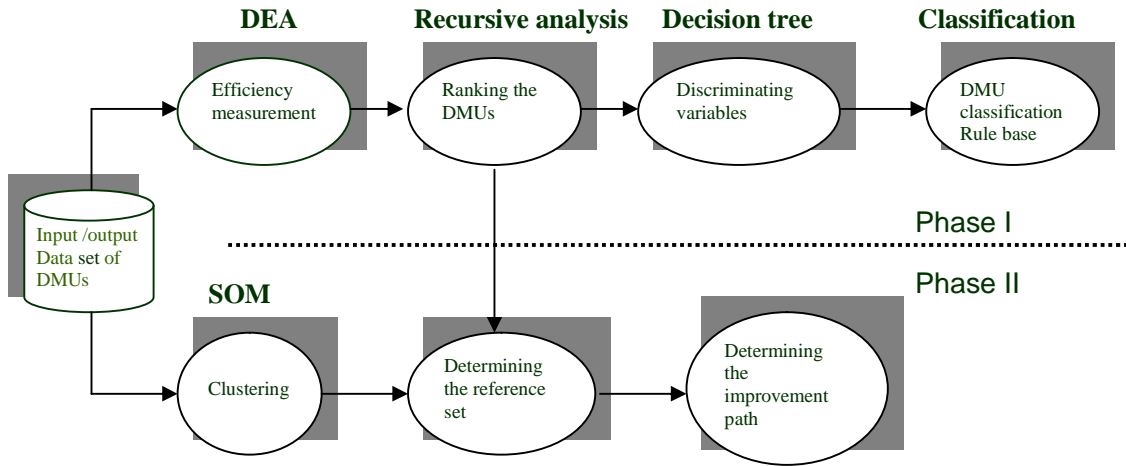 DEA
Recursive analysis
Decision tree
Classification
Efficiency
measurement
Ranking the
DMUs
Discriminating
variables
DMU
classification
Rule base
Input /output
Data set of
DMUs
Phase I
Phase II
SOM
Clustering
Determining
the reference
set
Determining
the
improvement
path